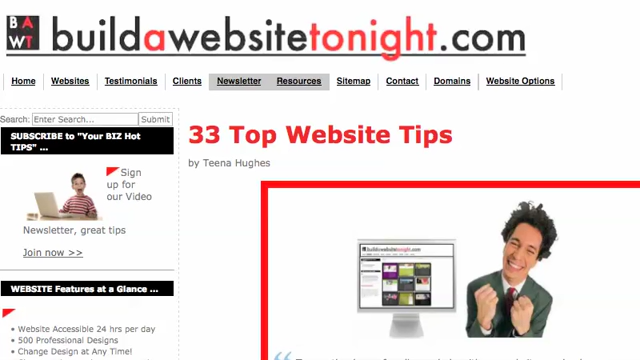 BA
WT
buildawebsitetonight.com
Home Websites Testimonials Clients Newsletter Resources Sitemap Contact Domains Website Options
Search: Enter Search... Submit
SUBSCRIBE to "Your BIZ Hot
TIPS" ...
Sign
up for
our Video
Newsletter, great tips
Join now >>
WEBSITE Features at a Glance ...
• Website Accessible 24 hrs per day
• 500 Professional Designs
• Change Design at Any Time!
33 Top Website Tips
by Teena Hughes
buildawebsitetonight.com